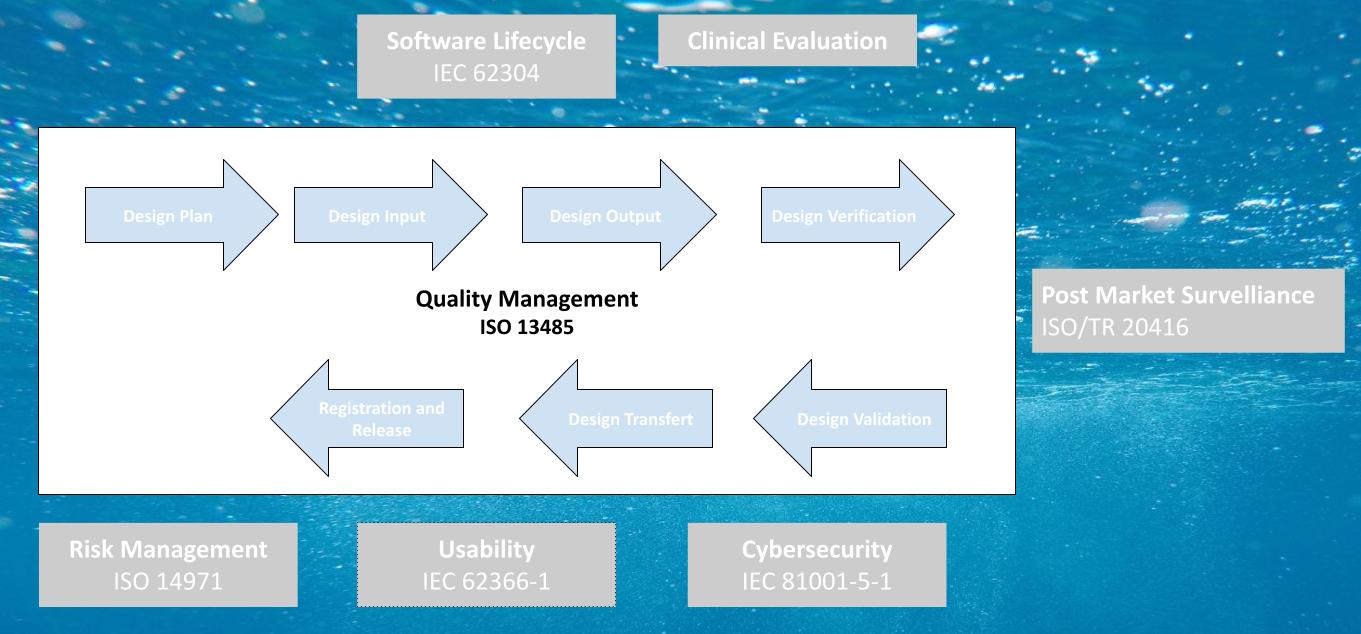 Software Lifecycle
IEC 62304
Clinical Evaluation
Design Plan
Design Input
Design Output
Design Verification
Quality Management
ISO 13485
Post Market Survelliance
ISO/TR 20416
Registration and
Release
Design Transfert
Design Validation
Risk Management
ISO 14971
Usability
IEC 62366-1
Cybersecurity
IEC 81001-5-1